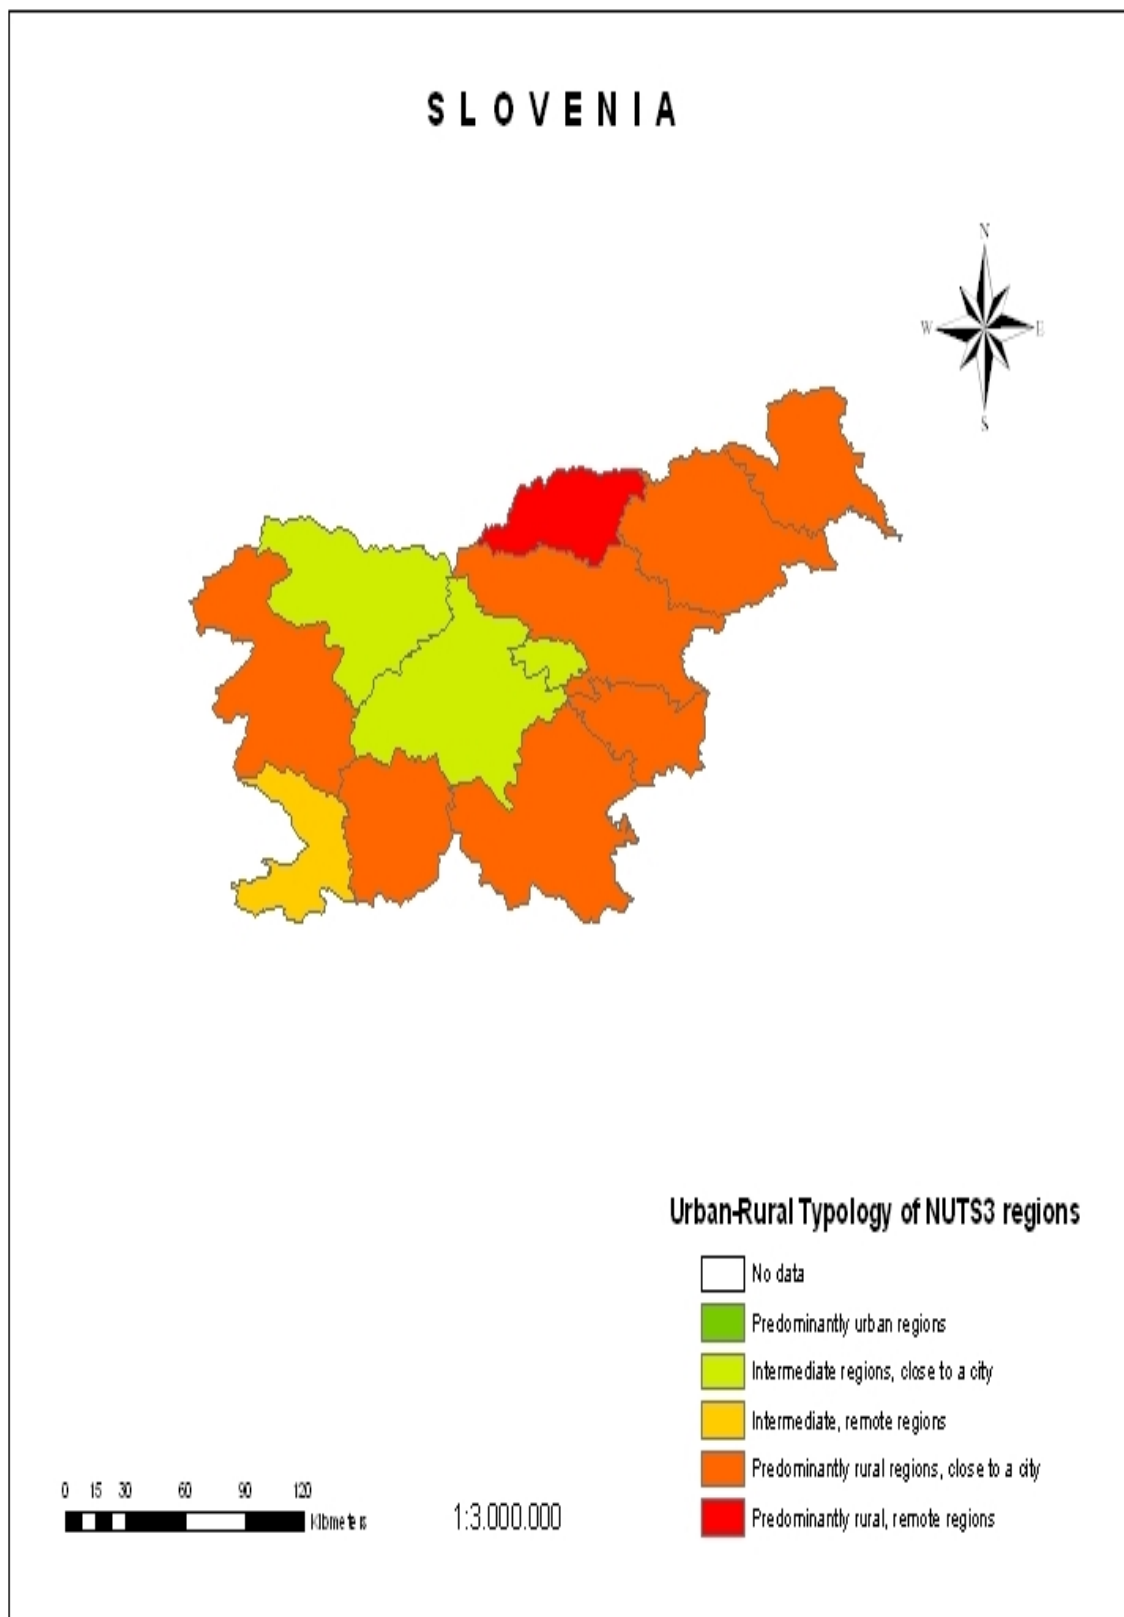 S L O V E N I A
N
W E
S
Urban-Rural Typology of NUTS3 regions
No data
Predominantly urban regions
Intermediate regions, close to a city
Intermediate, remote regions
Predominantly rural regions, close to a city
Predominantly rural, remote regions
0 15 30 60 90 120
Kilometers
1:3.000.000